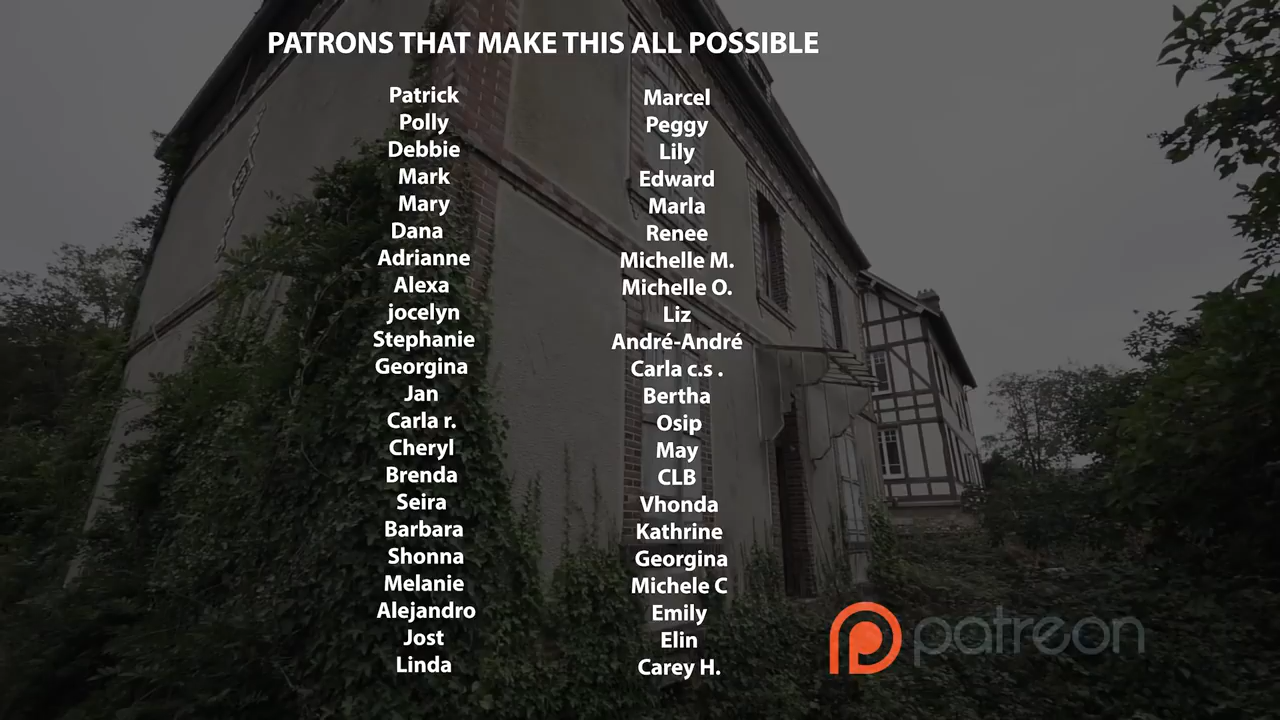 PATRONS THAT MAKE THIS ALL POSSIBLE
Patrick
Polly
Debbie
Mark
Mary
Dana
Adrianne
Alexa
jocelyn
Stephanie
Georgina
Jan
Carla r.
Cheryl
Brenda
Seira
Barbara
Shonna
Melanie
Alejandro
Jost
Linda
Marcel
Peggy
Lily
Edward
Marla
Renee
Michelle M.
Michelle O.
Liz
André-André
Carla c.s .
Bertha
Osip
May
CLB
Vhonda
Kathrine
Georgina
Michele C
Emily
Elin
Carey H.
patreon